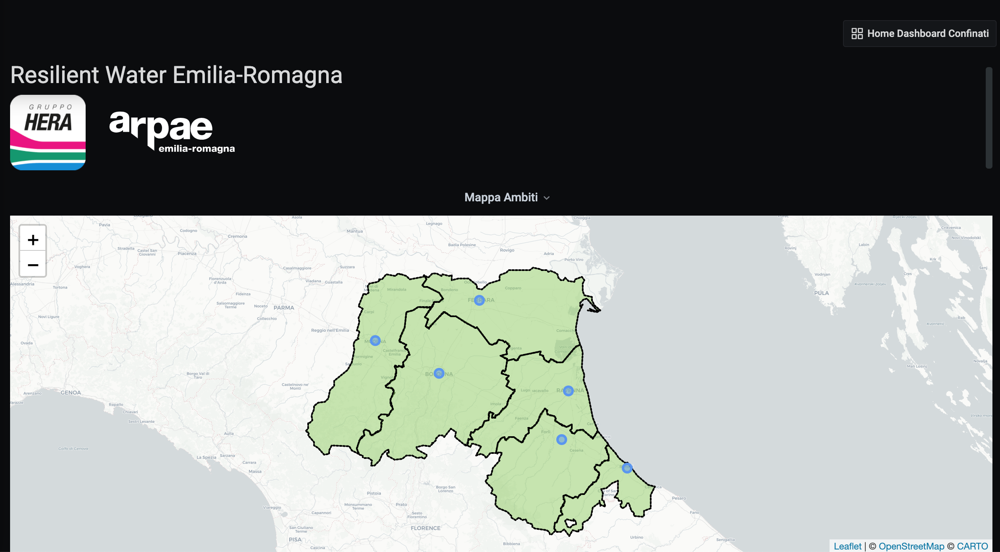 Home Dashboard Confinati
Resilient Water Emilia-Romagna
GRUPPO
HERA
arpae
emilia-romagna
Mappa Ambiti
+
−
Asola
Chioggia
Rijećki zaljev
Pavia
Legnago
Crikvenica
Codogno
Mantua
Cremona
Novi Vinodolski
Badia Polesine
Labin
Stradella
Castel San
Giovanni
Rovigo
Rovinj
Piacenza
Adria
Porto Viro
Krk
Voghera
Suzzara
Casalmaggiore
Senj
Cres
Vodnjan
Fiorenzuola
d'Arda
Viadana
Guastalla
Alessandria
Kvarnerski zaljev
Tortona
Mirandola
Bondeno
Copparo
Fidenza
PULA
Salsomaggiore
Terme
Noceto
PARMA
Carpi
Novi Ligure
Collecchio
Rab
Kvarnerić
Reggio nell'Emilia
Ovada
Castelfranco
Emilia
Formigine
Novalja
Mali Lošinj
Borgo Val di
Taro
Castelnovo ne'
Monti
Lugo
Arenzano
GENOA
Rapallo
Imola
Chiavari
Sestri Levante
Faenza
Aulla
Forlì
Golfo di Genova
Cesena
La Spezia
Sarzana
Carrara
Massa
Borgo San
Lorenzo
Pistoia
Pesaro
Monsummano
Terme
Prato
Viareggio
Capannori
Sesto
Fiorentino
Fano
San Giuliano
Terme
FLORENCE
Urbino
PISA
Senigallia
Bibbiena
Cascina
Leaflet | © OpenStreetMap © CARTO